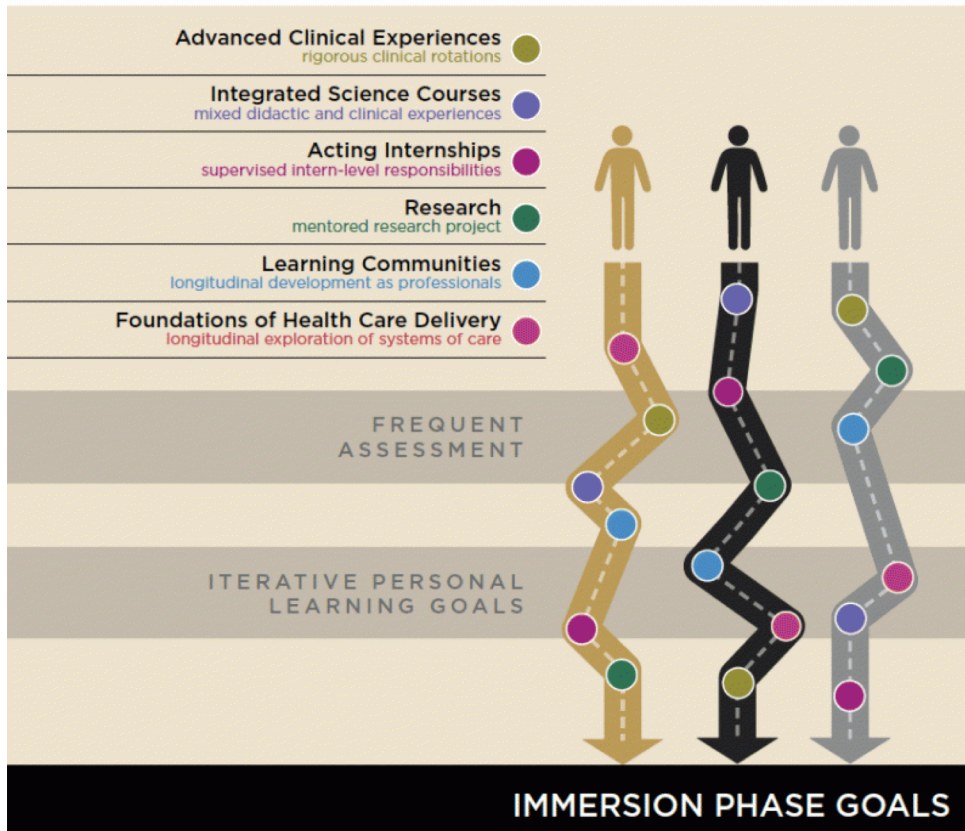 Advanced Clinical Experiences
rigorous clinical rotations
Integrated Science Courses
mixed didactic and clinical experiences
Acting Internships
supervised intern-level responsibilities
Research
mentored research project
Learning Communities
longitudinal development as professionals
Foundations of Health Care Delivery
longitudinal exploration of systems of care
FREQUENT
ASSESSMENT
ITERATIVE PERSONAL
LEARNING GOALS
IMMERSION PHASE GOALS